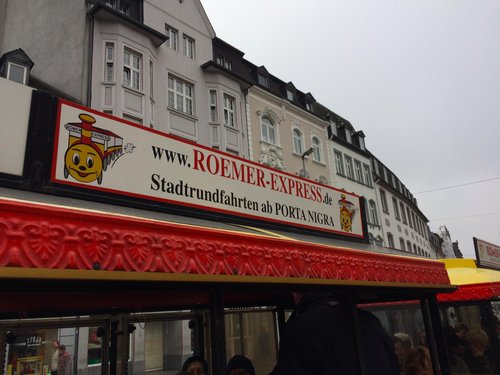 www.ROEMER-EXPRESS.de
Stadtrundfahrten ab PORTA NIGRA